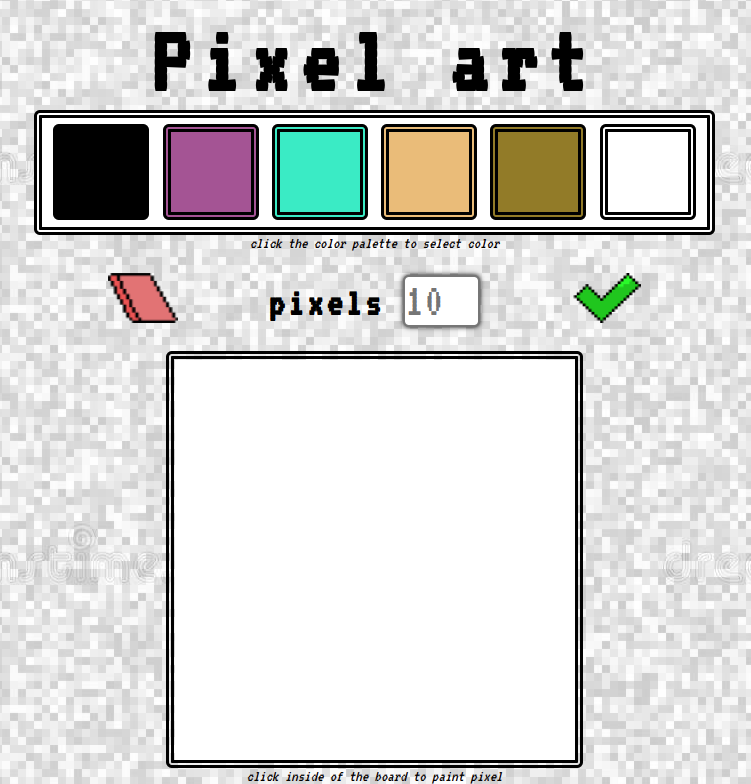 Pixel art
click the color palette to select color
pixels 10
click inside of the board to paint pixel